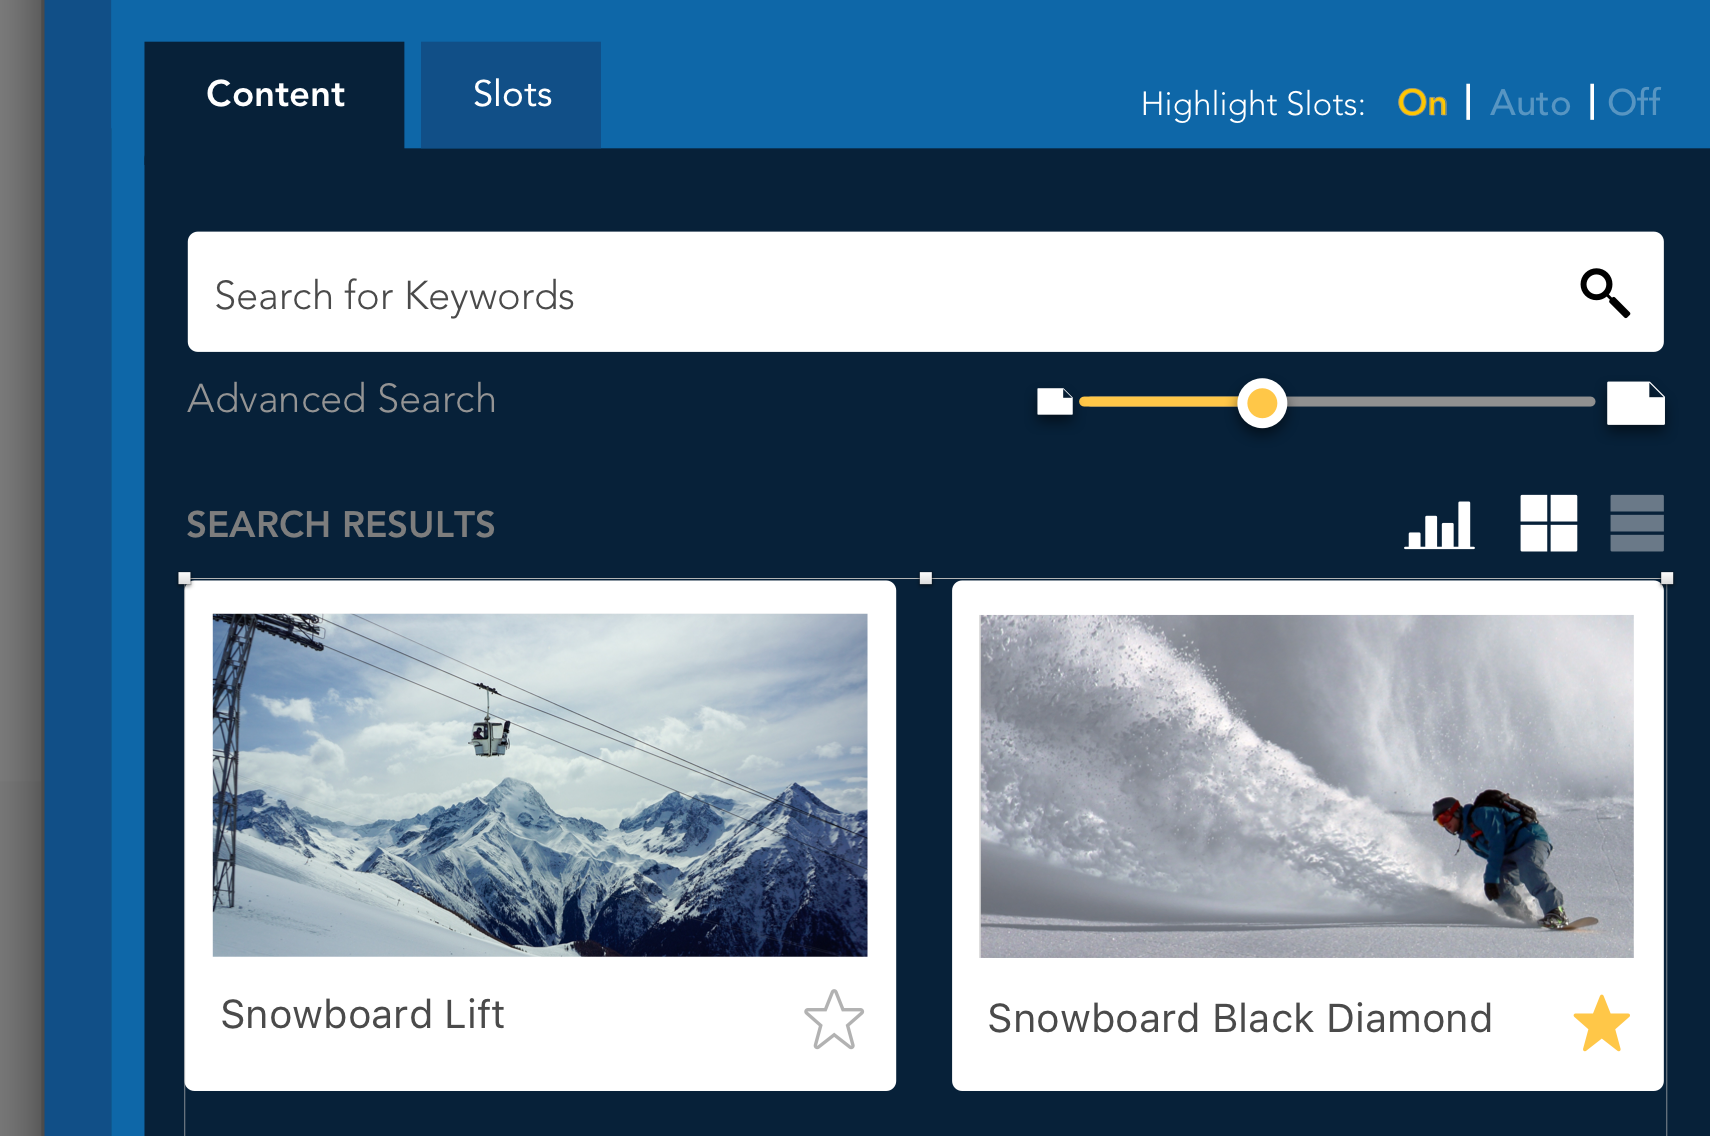 Content
Slots
Highlight Slots: On | Auto | Off
Search for Keywords
Advanced Search
SEARCH RESULTS
Snowboard Lift
Snowboard Black Diamond